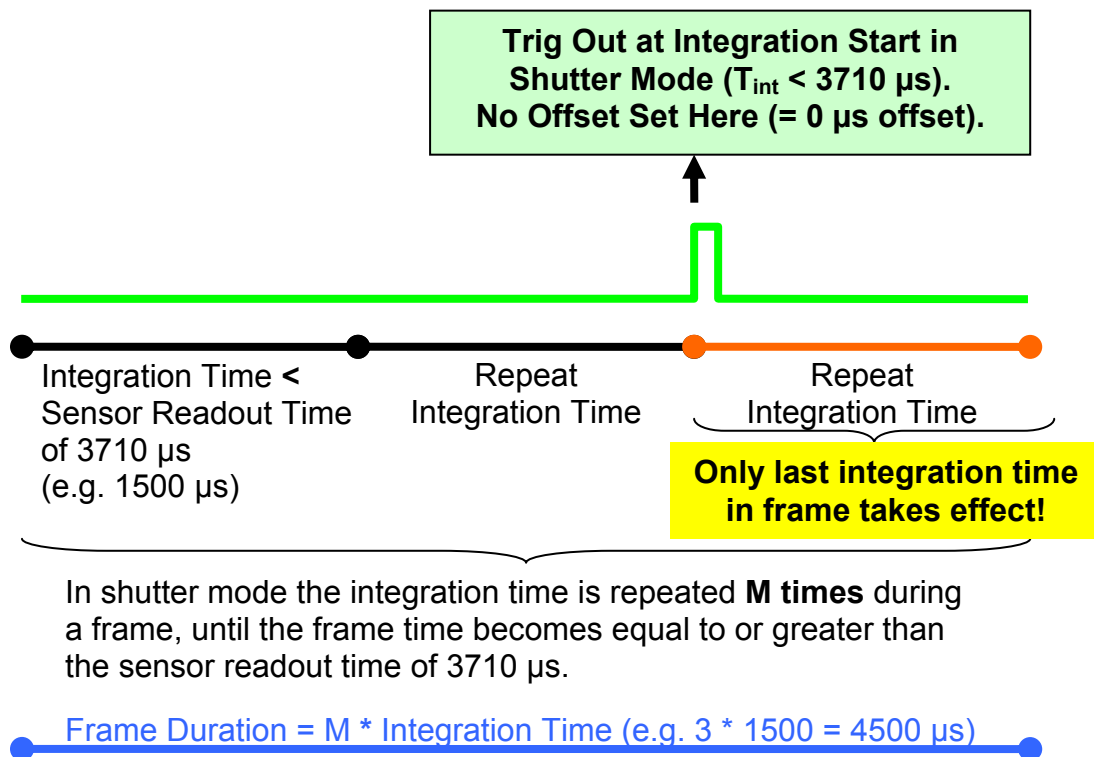 Trig Out at Integration Start in
Shutter Mode (Tint < 3710 µs).
No Offset Set Here (= 0 µs offset).
Integration Time <
Sensor Readout Time
of 3710 µs
(e.g. 1500 µs)
Repeat
Integration Time
Repeat
Integration Time
Only last integration time
in frame takes effect!
In shutter mode the integration time is repeated M times during
a frame, until the frame time becomes equal to or greater than
the sensor readout time of 3710 µs.
Frame Duration = M * Integration Time (e.g. 3 * 1500 = 4500 µs)